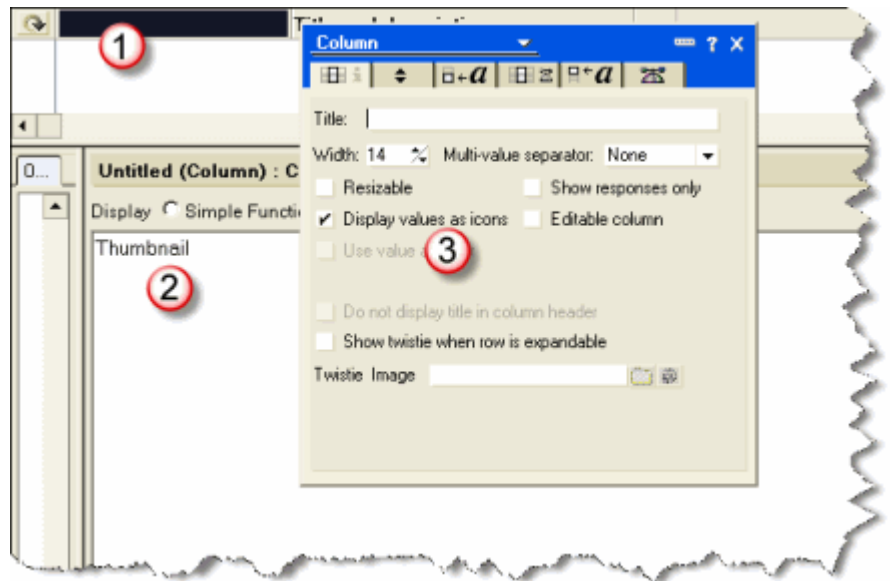 1
Column
? X
a a
Title:
Width: 14 Multi-value separator: None
Resizable Show responses only
Display values as icons Editable column
Use value a
3
Do not display title in column header
Show twistie when row is expandable
Twistie Image
0...
Untitled (Column) : C
Display Simple Functi
Thumbnail
2